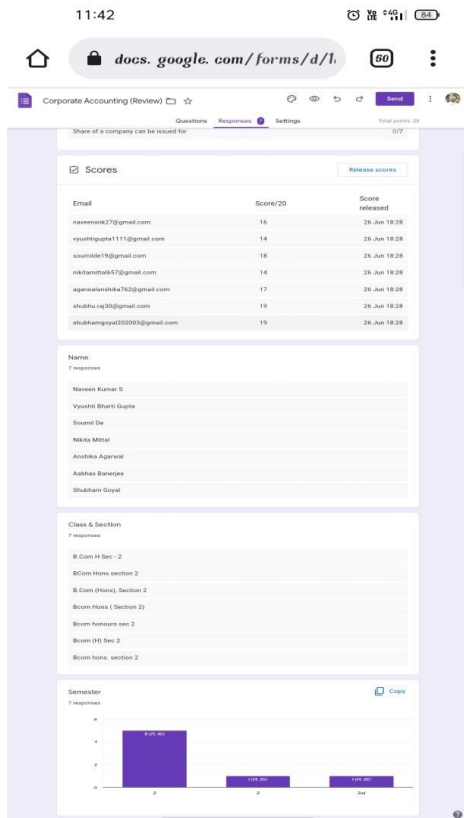 11:42
Vo LTE 4G 84
docs. google. com/forms/d/1
60
Corporate Accounting (Review)
Send
Questions Responses 7 Settings
Total points: 20
Share of a company can be issued for
0/7
Scores
Release scores
Email Score/20 Score released
naveensnk27@gmail.com 16 26 Jun 18:28
vyushtigupta1111@gmail.com 14 26 Jun 18:28
soumilde19@gmail.com 18 26 Jun 18:28
nikitamittal657@gmail.com 14 26 Jun 18:28
agarwalanshika762@gmail.com 17 26 Jun 18:28
shubhu.raj30@gmail.com 19 26 Jun 18:28
shubhamgoyal202003@gmail.com 19 26 Jun 18:28
Name
7 responses
Naveen Kumar S
Vyushti Bharti Gupta
Soumil De
Nikita Mittal
Anshika Agarwal
Aabhas Banerjee
Shubham Goyal
Class & Section
7 responses
B.Com H Sec - 2
BCom Hons section 2
B.Com (Hons), Section 2
Bcom Hons ( Section 2)
Bcom honours sec 2
Bcom (H) Sec 2
Bcom hons. section 2
Semester
Copy
7 responses
6
4
2
0
2 2 2nd